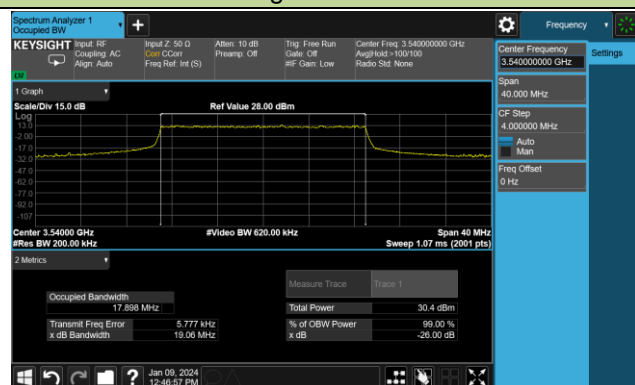 Spectrum Analyzer 1
Occupied BW
Frequency
KEYSIGHT
Input: RF
Coupling: AC
Align: Auto
Input Z: 50 Ω
Corr CCorr
Freq Ref: Int (S)
Atten: 10 dB
Preamp: Off
Trig: Free Run
Gate: Off
#IF Gain: Low
Center Freq: 3.540000000 GHz
Avg|Hold:>100/100
Radio Std: None
Center Frequency
3.540000000 GHz
Settings
Span
40.000 MHz
CF Step
4.000000 MHz
Auto
Man
Freq Offset
0 Hz
1 Graph
Scale/Div 15.0 dB
Ref Value 28.00 dBm
Log
13.0
-2.00
-17.0
-32.0
-47.0
-62.0
-77.0
-92.0
-107
Center 3.54000 GHz
#Video BW 620.00 kHz
Span 40 MHz
#Res BW 200.00 kHz
Sweep 1.07 ms (2001 pts)
2 Metrics
Measure Trace
Trace 1
Occupied Bandwidth
17.898 MHz
Total Power
30.4 dBm
Transmit Freq Error
5.777 kHz
% of OBW Power
99.00 %
x dB Bandwidth
19.06 MHz
x dB
-26.00 dB
?
Jan 09, 2024
12:46:57 PM